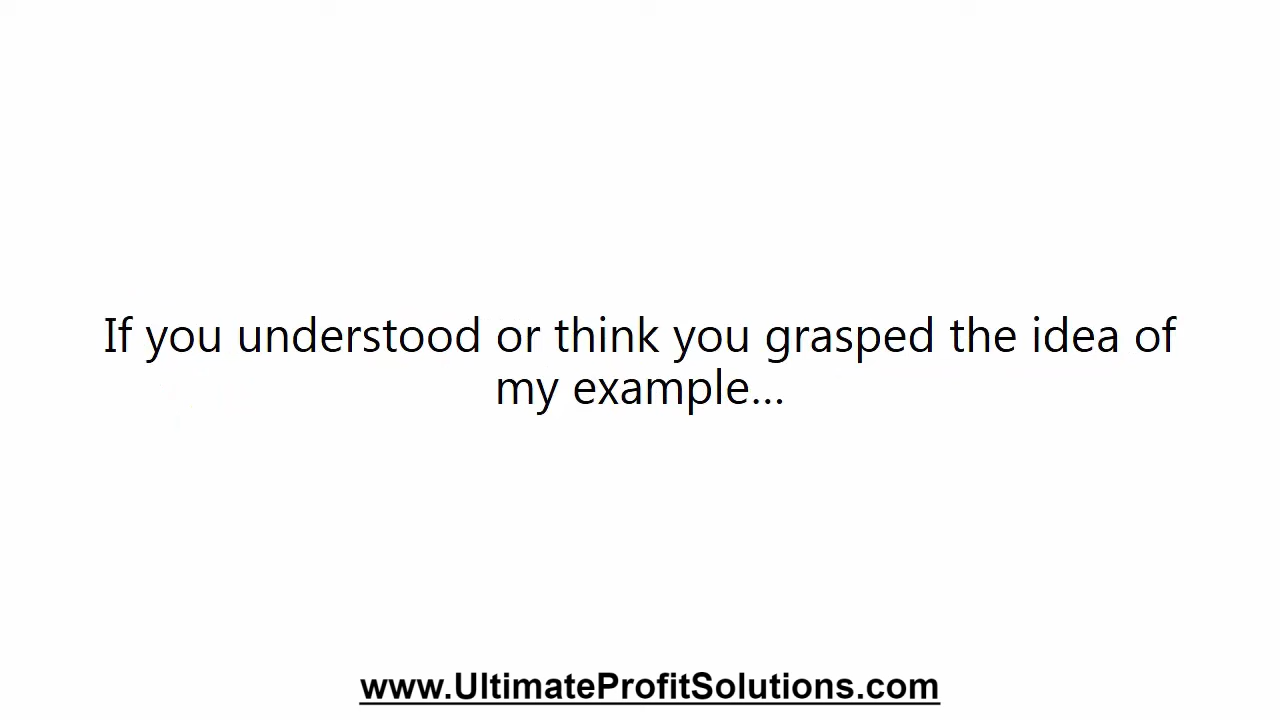 If you understood or think you grasped the idea of
my example...
www.UltimateProfitSolutions.com